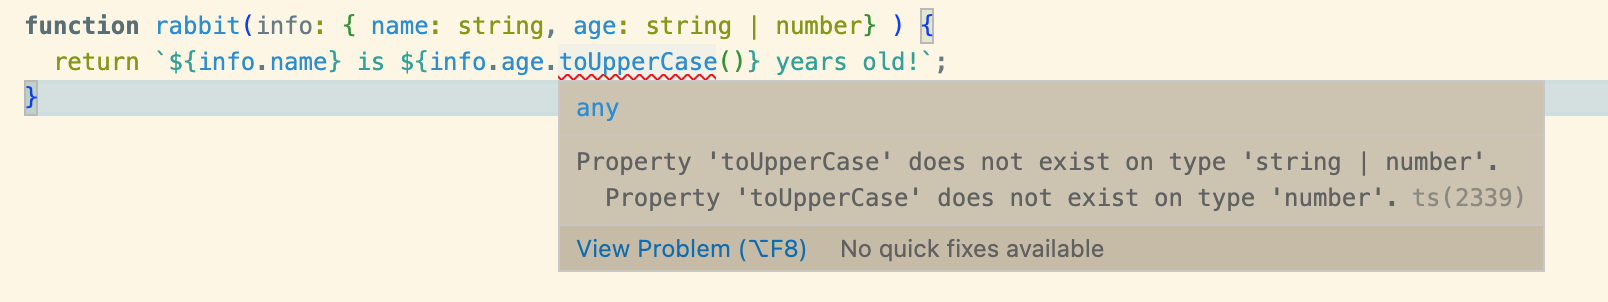 function rabbit(info: { name: string, age: string | number} ) {
  return `${info.name} is ${info.age.toUpperCase()} years old!`;
}
any
Property 'toUpperCase' does not exist on type 'string | number'.
  Property 'toUpperCase' does not exist on type 'number'. ts(2339)
View Problem (⌥F8) No quick fixes available